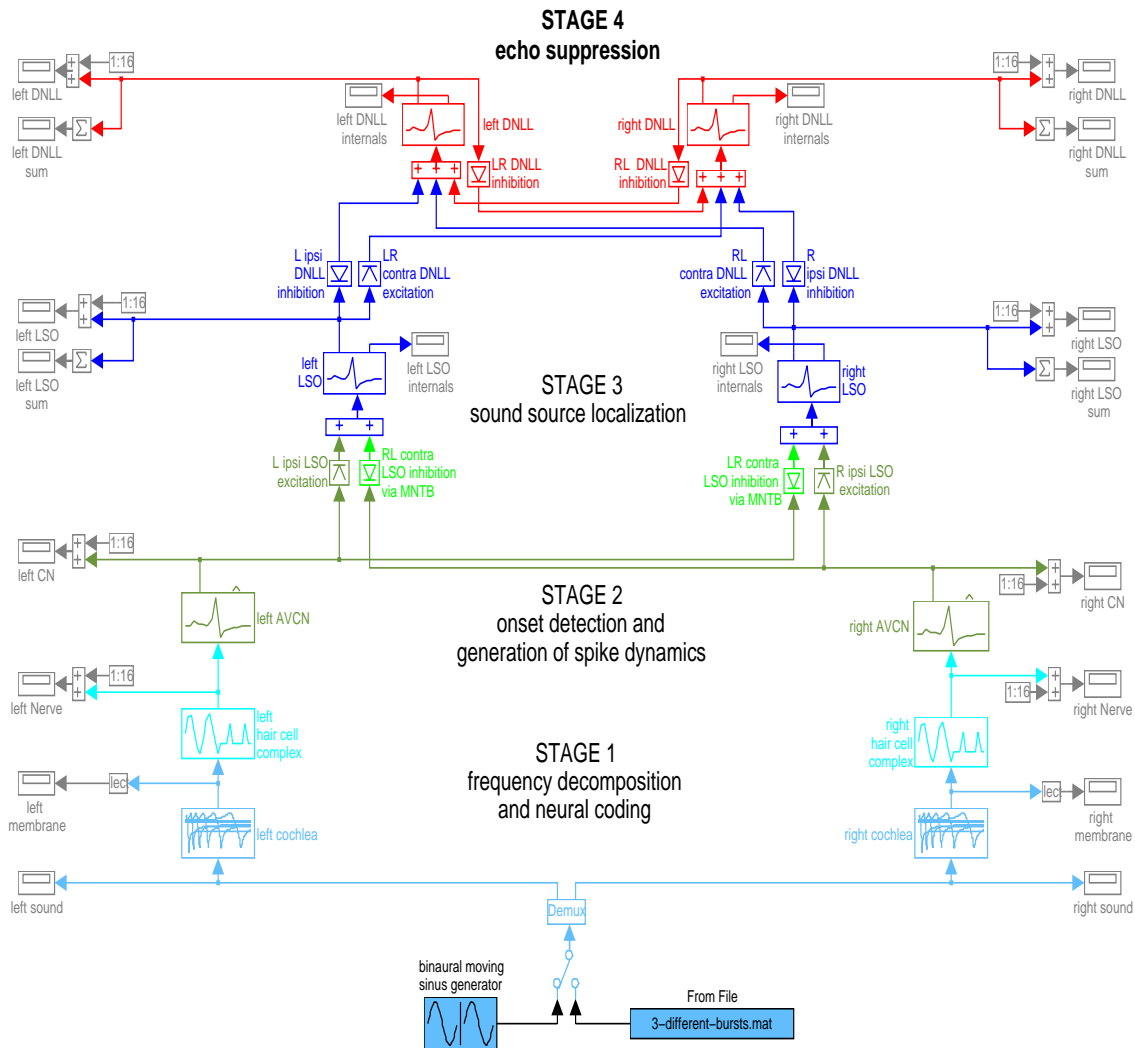 STAGE 4
echo suppression
1:16
+
+
left DNLL
Σ
left DNLL
sum
left DNLL
internals
left DNLL
right DNLL
right DNLL
internals
1:16
+
+
right DNLL
Σ
right DNLL
sum
+ + +
LR DNLL
inhibition
RL DNLL
inhibition
+ + +
L ipsi
DNLL
inhibition
LR
contra DNLL
excitation
RL
contra DNLL
excitation
R
ipsi DNLL
inhibition
1:16
+
+
left LSO
Σ
left LSO
sum
left
LSO
left LSO
internals
STAGE 3
sound source localization
right LSO
internals
right
LSO
1:16
+
+
right LSO
Σ
right LSO
sum
+ +
+ +
L ipsi LSO
excitation
RL contra
LSO inhibition
via MNTB
LR contra
LSO inhibition
via MNTB
R ipsi LSO
excitation
1:16
+
+
left CN
left AVCN
STAGE 2
onset detection and
generation of spike dynamics
right AVCN
1:16
+
+
right CN
1:16
+
+
left Nerve
left
hair cell
complex
STAGE 1
frequency decomposition
and neural coding
right
hair cell
complex
1:16
+
+
right Nerve
lect
left
membrane
left cochlea
right cochlea
lect
right
membrane
left sound
Demux
right sound
binaural moving
sinus generator
From File
3-different-bursts.mat